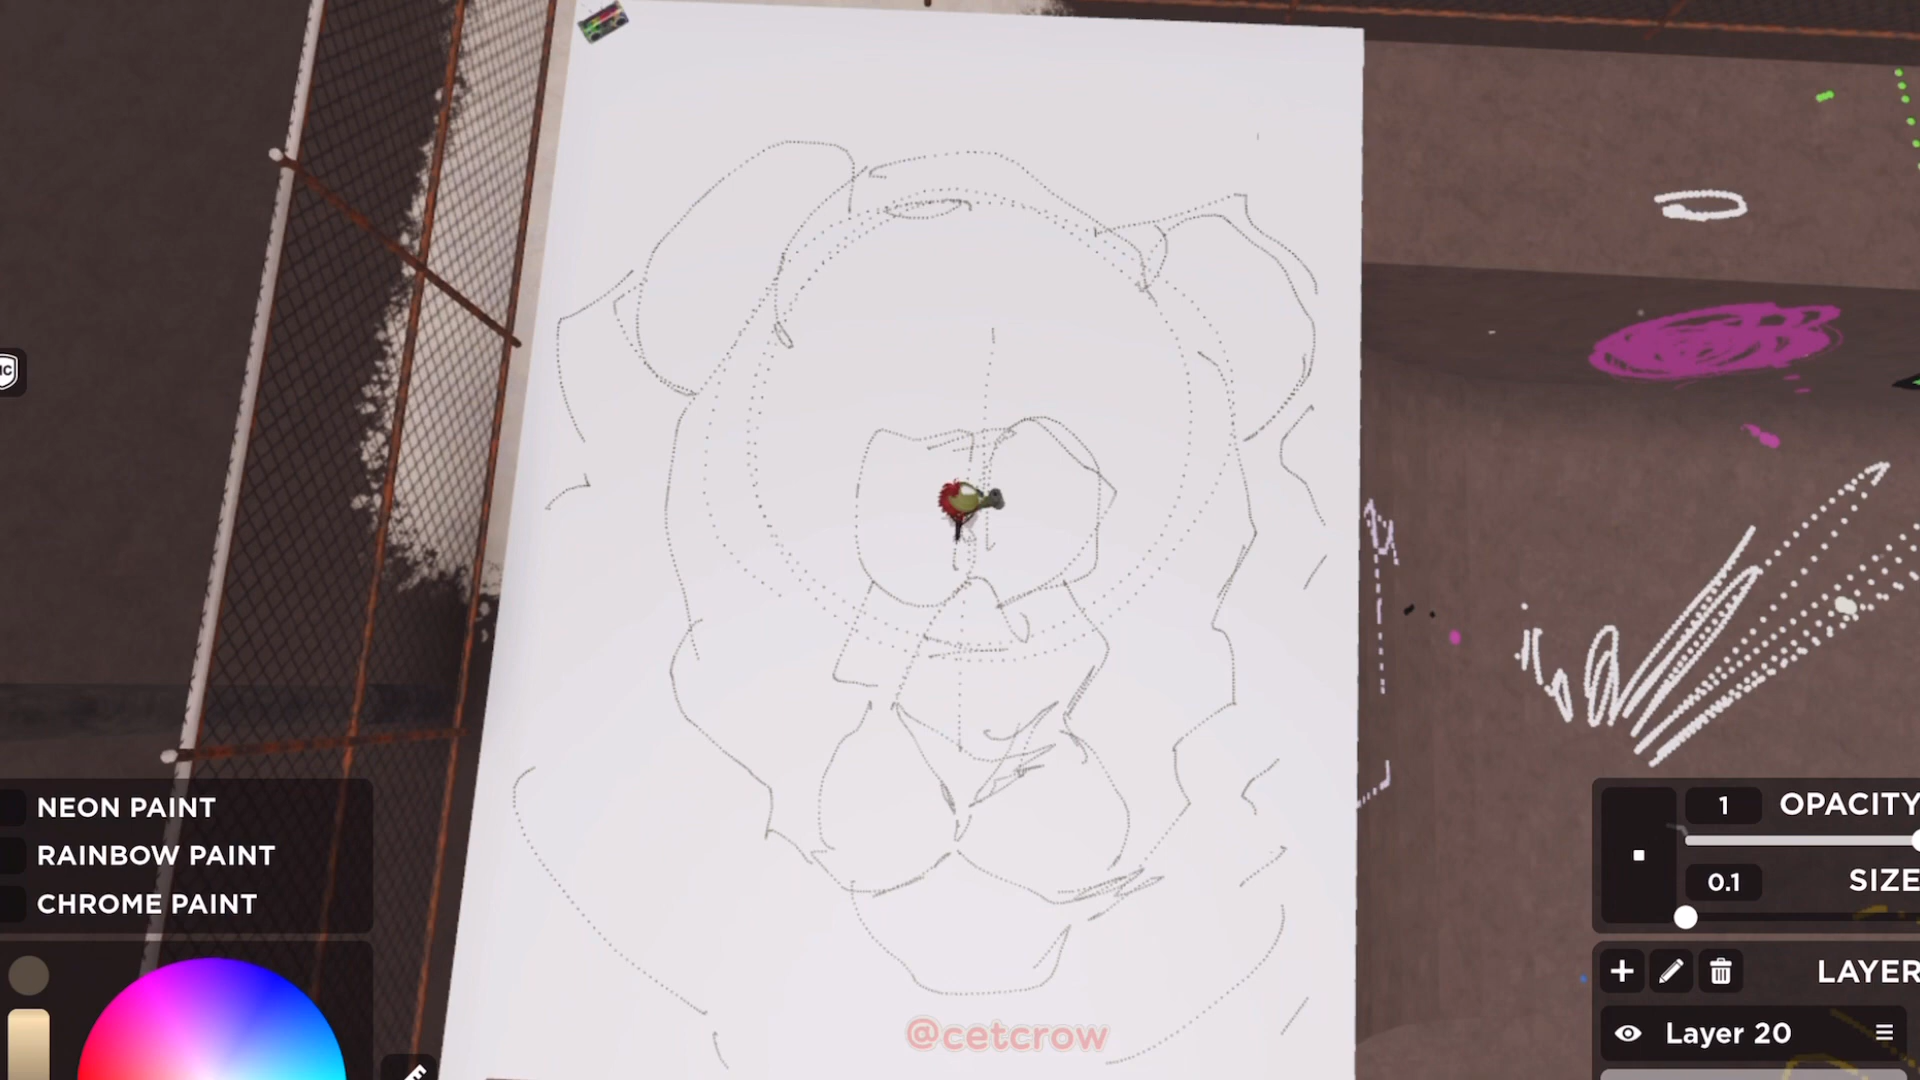 NEON PAINT
RAINBOW PAINT
CHROME PAINT
1 OPACITY
0.1 SIZE
LAYER
Layer 20
@cetcrow